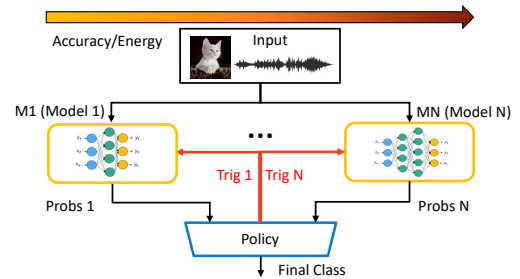 Accuracy/Energy
Input
M1 (Model 1)
...
MN (Model N)
Trig 1
Trig N
Probs 1
Probs N
Policy
Final Class